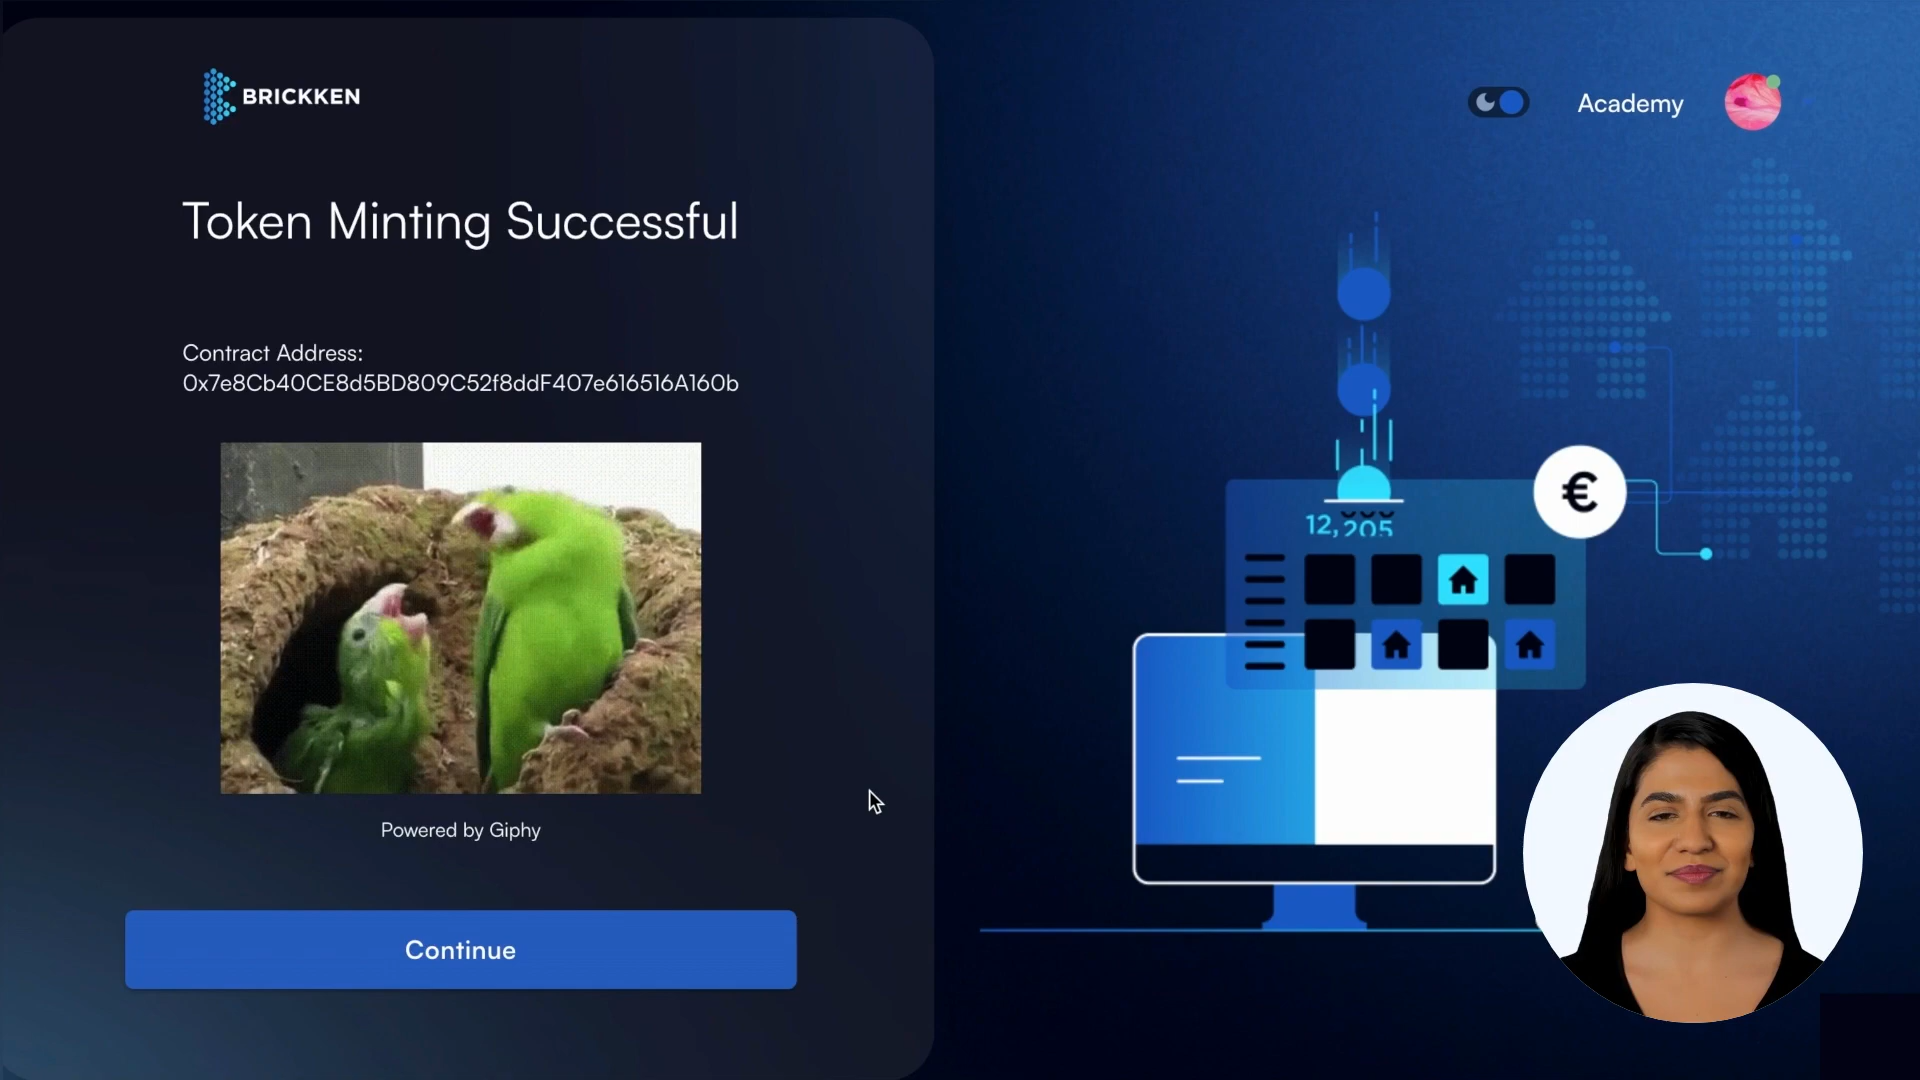 BRICKKEN
Academy
Token Minting Successful
Contract Address:
0x7e8Cb40CE8d5BD809C52f8ddF407e616516A160b
€
12,205
Powered by Giphy
Continue